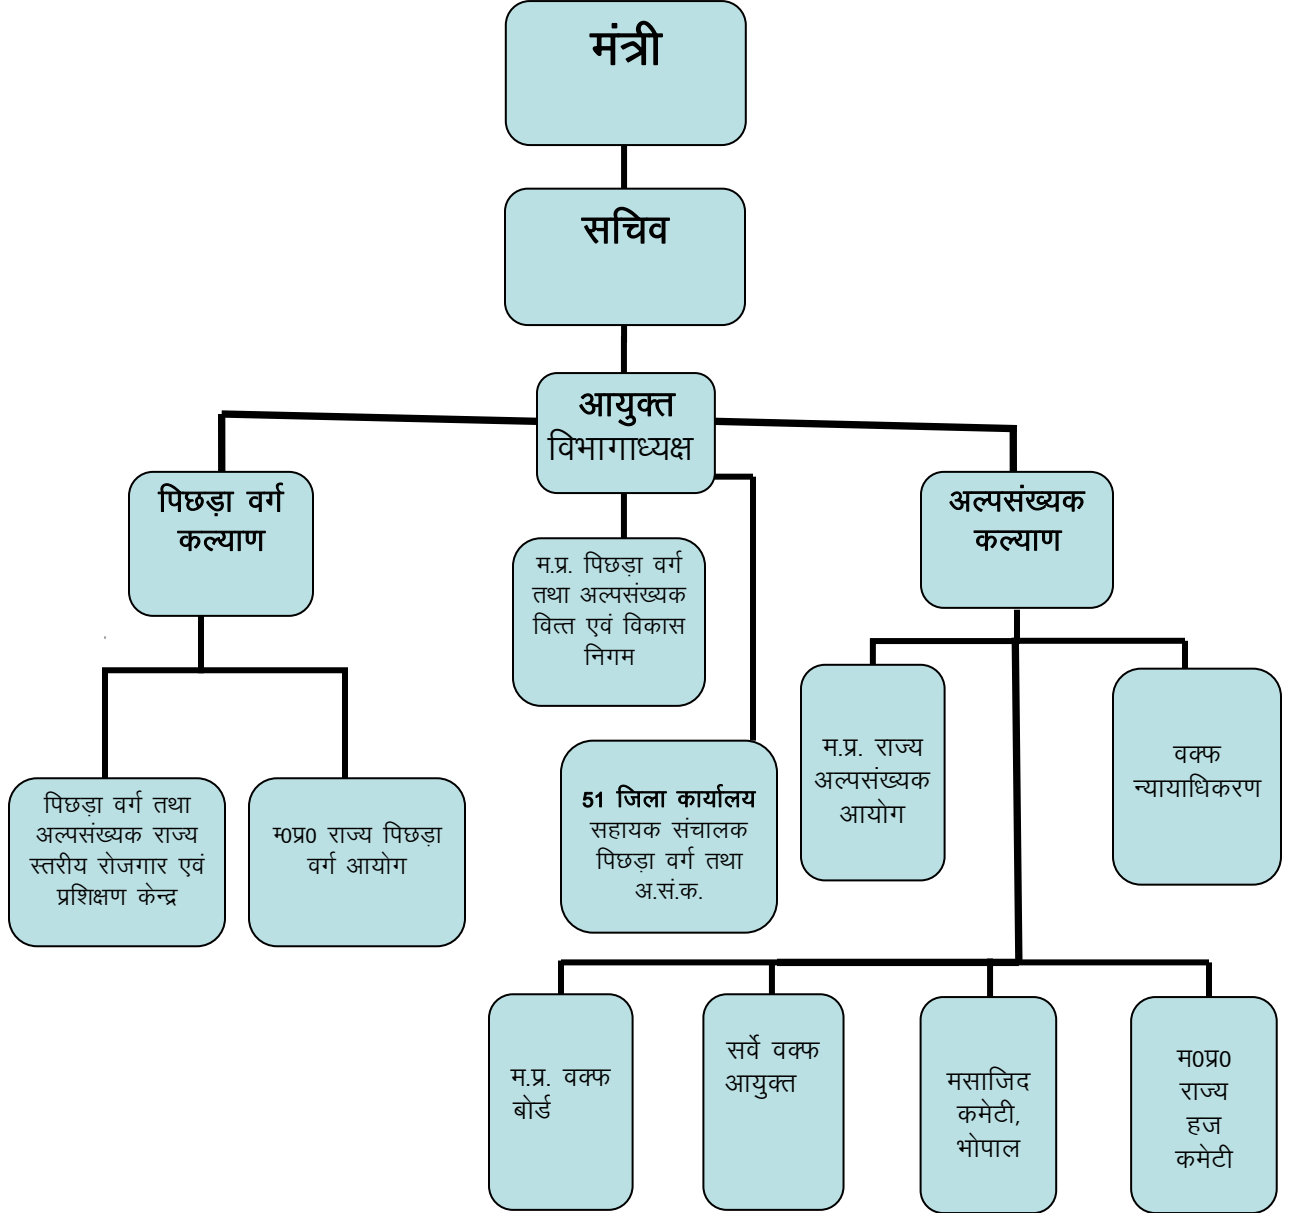 मंत्री
सचिव
आयुक्त
विभागाध्यक्ष
पिछड़ा वर्ग
कल्याण
म.प्र. पिछड़ा वर्ग
तथा अल्पसंख्यक
वित्त एवं विकास
निगम
अल्पसंख्यक
कल्याण
पिछड़ा वर्ग तथा
अल्पसंख्यक राज्य
स्तरीय रोजगार एवं
प्रशिक्षण केन्द्र
म0प्र0 राज्य पिछड़ा
वर्ग आयोग
51 जिला कार्यालय
सहायक संचालक
पिछड़ा वर्ग तथा
अ.सं.क.
म.प्र. राज्य
अल्पसंख्यक
आयोग
वक्फ
न्यायाधिकरण
म.प्र. वक्फ
बोर्ड
सर्वे वक्फ
आयुक्त
मसाजिद
कमेटी,
भोपाल
म0प्र0
राज्य
हज
कमेटी